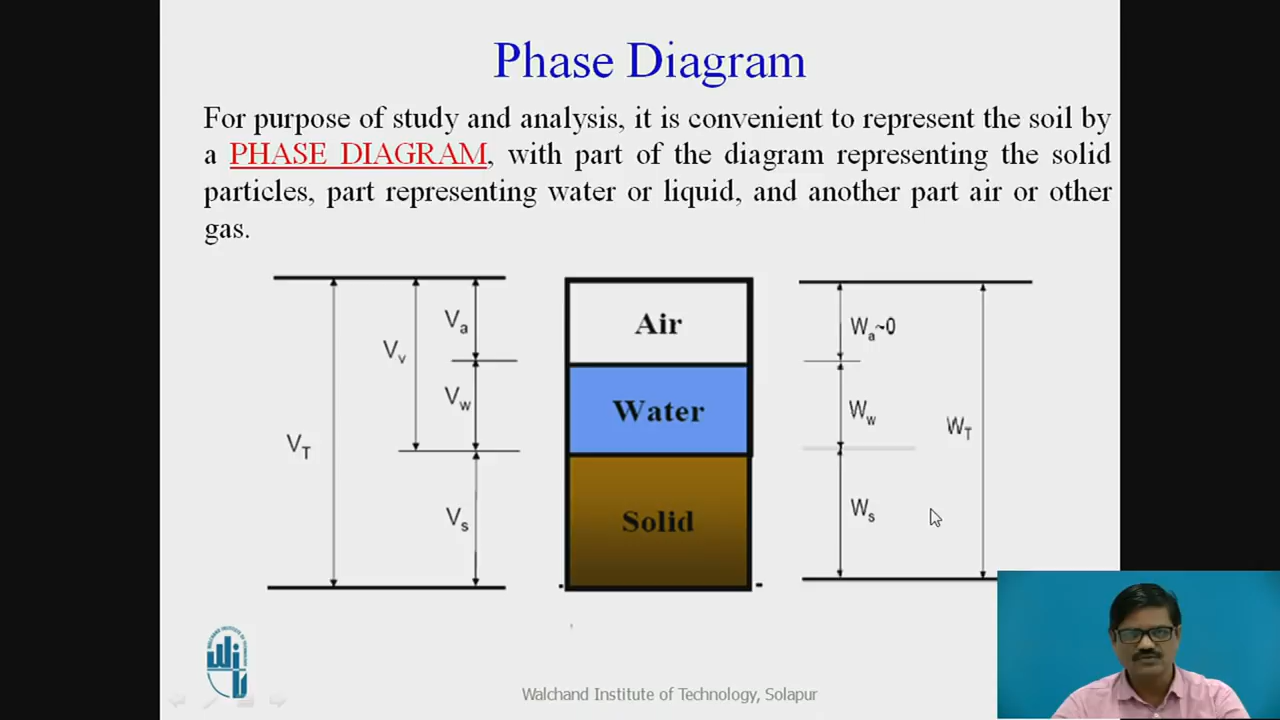 Phase Diagram
For purpose of study and analysis, it is convenient to represent the soil by
a PHASE DIAGRAM, with part of the diagram representing the solid
particles, part representing water or liquid, and another part air or other
gas.
Va
Vv
Vw
VT
Vs
Air
Water
Solid
Wa~0
Ww
WT
Ws
Walchand Institute of Technology, Solapur